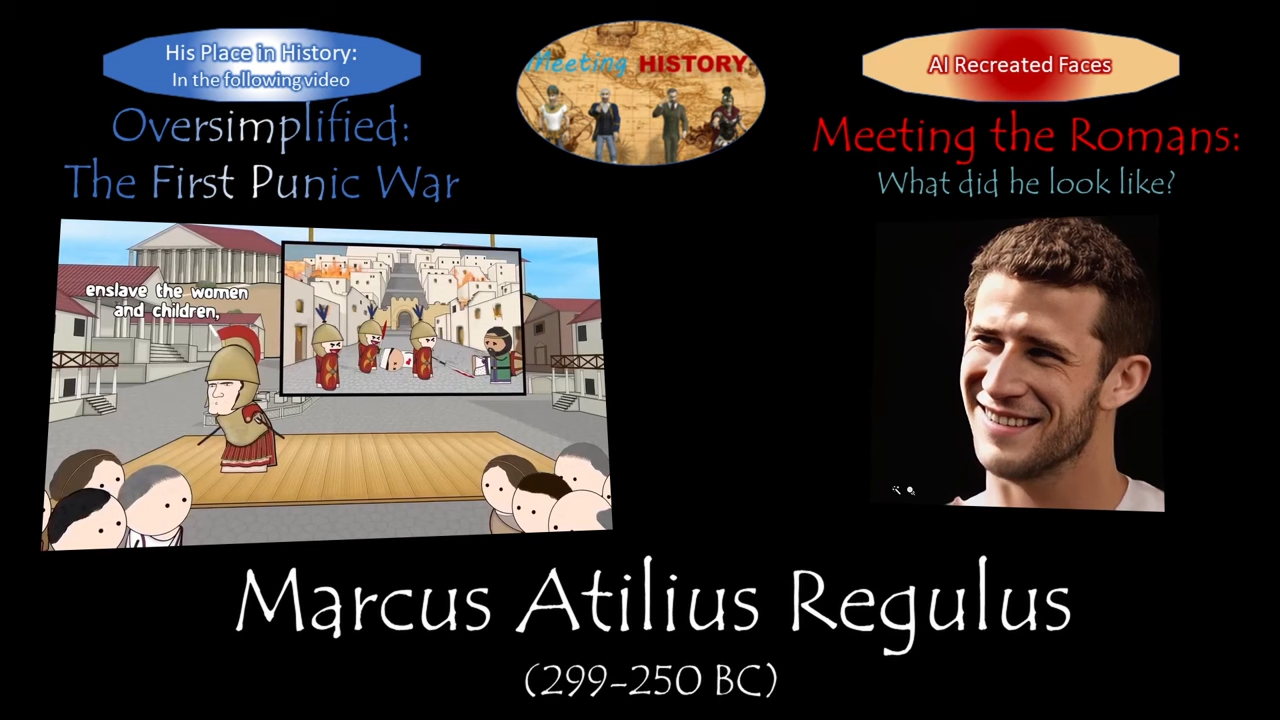 His Place in History:
In the following video
Oversimplified:
The First Punic War
Meeting HISTORY
AI Recreated Faces
Meeting the Romans:
What did he look like?
enslave the women
and children,
Marcus Atilius Regulus
(299-250 BC)